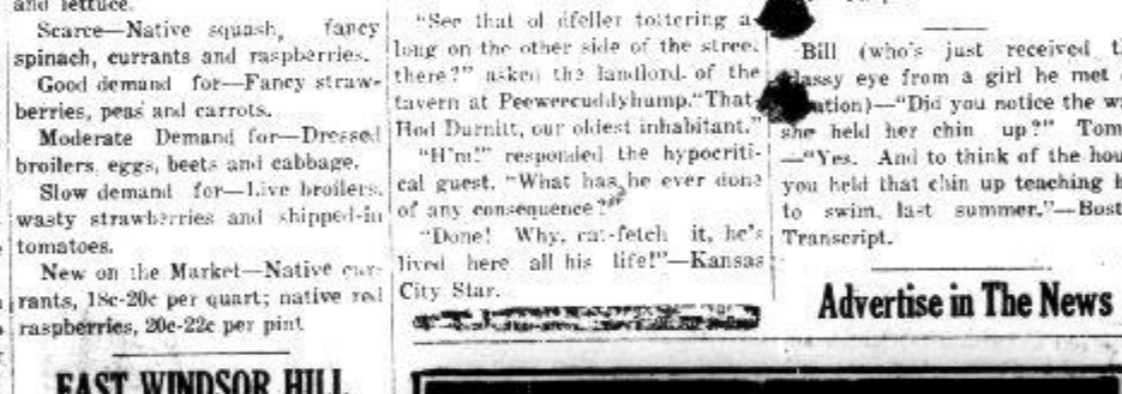 and lettuce.
Scarce—Native squash, fancy
spinach, currants and raspberries.
Good demand for—Fancy straw-
berries, peas and carrots.
Moderate Demand for—Dressed
broilers, eggs, beets and cabbage.
Slow demand for—Live broilers,
wasty strawberries and shipped-in
tomatoes.
New on the Market—Native cur-
rants, 18c-20c per quart; native red
raspberries, 20c-22c per pint
EAST WINDSOR HILL
"See that ol dfeller tottering a-
long on the other side of the street
there?" asked the landlord of the
tavern at Peewercuddyhump. "That
Hod Durnitt, our oldest inhabitant."
"H'm!" responded the hypocriti-
cal guest. "What has he ever done
of any consequence?"
"Done! Why, rat-fetch it, he's
lived here all his life!"—Kansas
City Star.
Bill (who's just received
glassy eye from a girl he met
"Did you notice the
she held her chin up?" Tom
—"Yes. And to think of the
you held that chin up teaching
to swim, last summer."—Bost
Transcript.
Advertise in The News